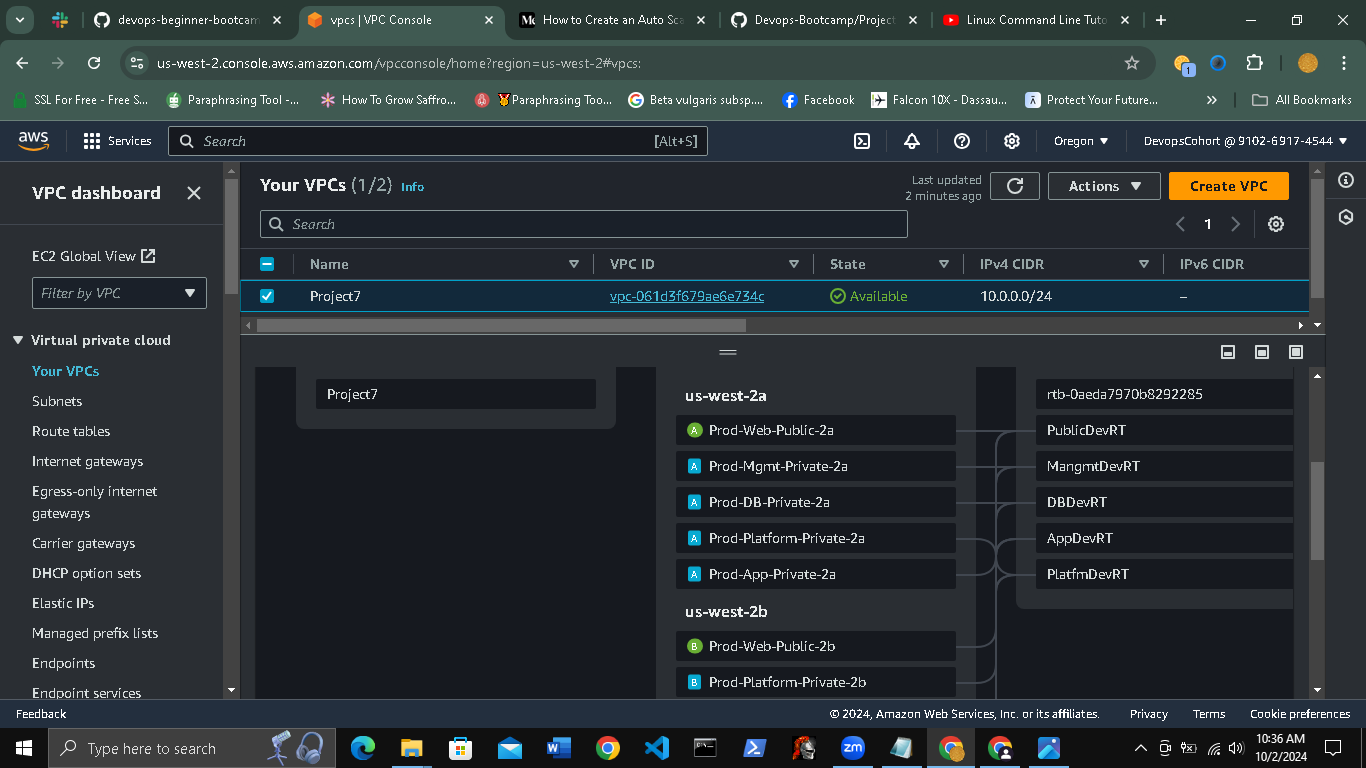 devops-beginner-bootcam
vpcs | VPC Console
How to Create an Auto Sca
Devops-Bootcamp/Project
Linux Command Line Tuto
us-west-2.console.aws.amazon.com/vpcconsole/home?region=us-west-2#vpcs:
1
SSL For Free - Free S...
Paraphrasing Tool -...
How To Grow Saffro...
Paraphrasing Too...
Beta vulgaris subsp....
Facebook
Falcon 10X - Dassau...
Protect Your Future...
All Bookmarks
aws
Services
Search
[Alt+S]
Oregon
DevopsCohort @ 9102-6917-4544
VPC dashboard
EC2 Global View
Filter by VPC
Virtual private cloud
Your VPCs
Subnets
Route tables
Internet gateways
Egress-only internet
gateways
Carrier gateways
DHCP option sets
Elastic IPs
Managed prefix lists
Endpoints
Endpoint services
Your VPCs (1/2) Info
Last updated
2 minutes ago
Actions
Create VPC
Search
1
Name
VPC ID
State
IPv4 CIDR
IPv6 CIDR
Project7
vpc-061d3f679ae6e734c
Available
10.0.0.0/24
–
Project7
us-west-2a
A Prod-Web-Public-2a
A Prod-Mgmt-Private-2a
A Prod-DB-Private-2a
A Prod-Platform-Private-2a
A Prod-App-Private-2a
us-west-2b
B Prod-Web-Public-2b
B Prod-Platform-Private-2b
rtb-0aeda7970b8292285
PublicDevRT
MangmtDevRT
DBDevRT
AppDevRT
PlatfmDevRT
Feedback
© 2024, Amazon Web Services, Inc. or its affiliates.
Privacy
Terms
Cookie preferences
Type here to search
zm
10:36 AM
10/2/2024